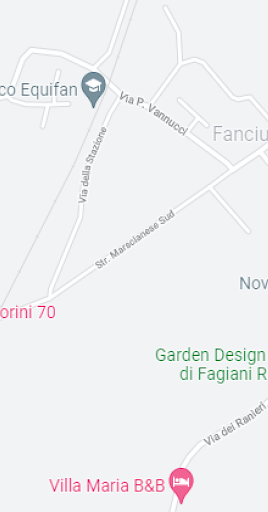 co Equifan
Via P. Vannucci
Fanciu
Via della Stazione
Str. Marscianese Sud
Nov
orini 70
Garden Design
di Fagiani R
Via dei Ranieri
Villa Maria B&B